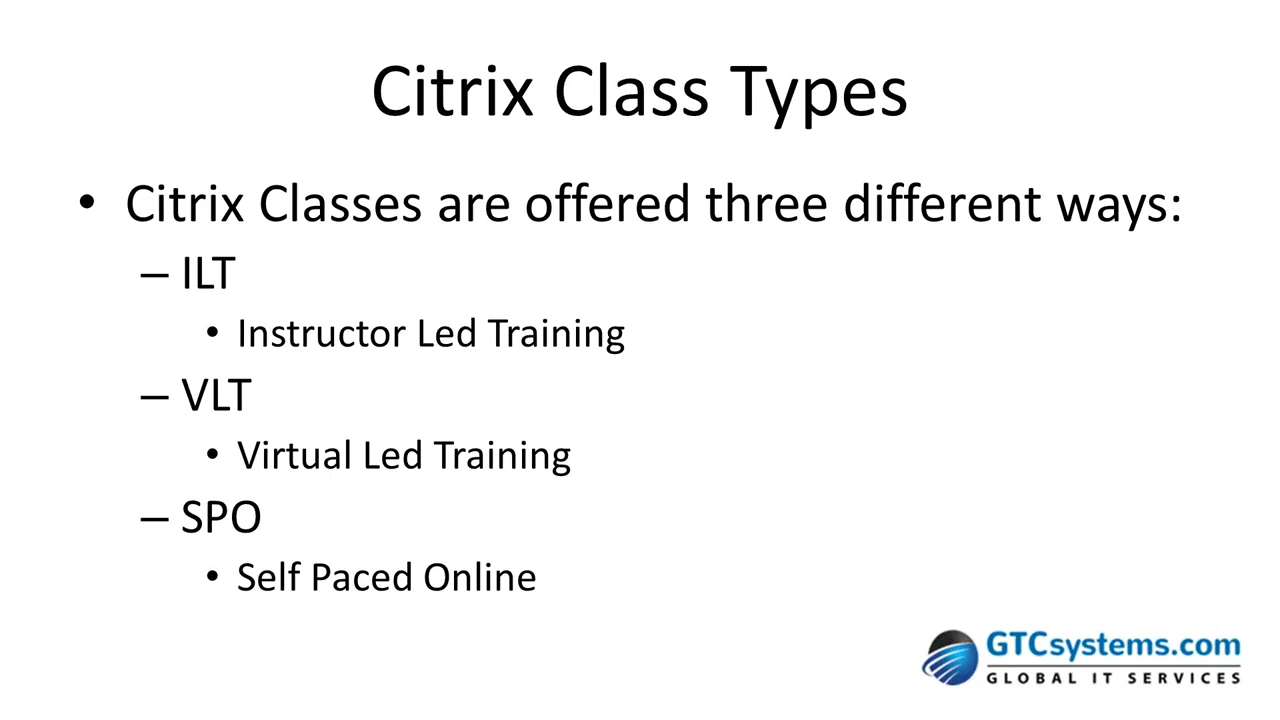 Citrix Class Types
• Citrix Classes are offered three different ways:
– ILT
• Instructor Led Training
– VLT
• Virtual Led Training
– SPO
• Self Paced Online
GTCsystems.com
GLOBAL IT SERVICES